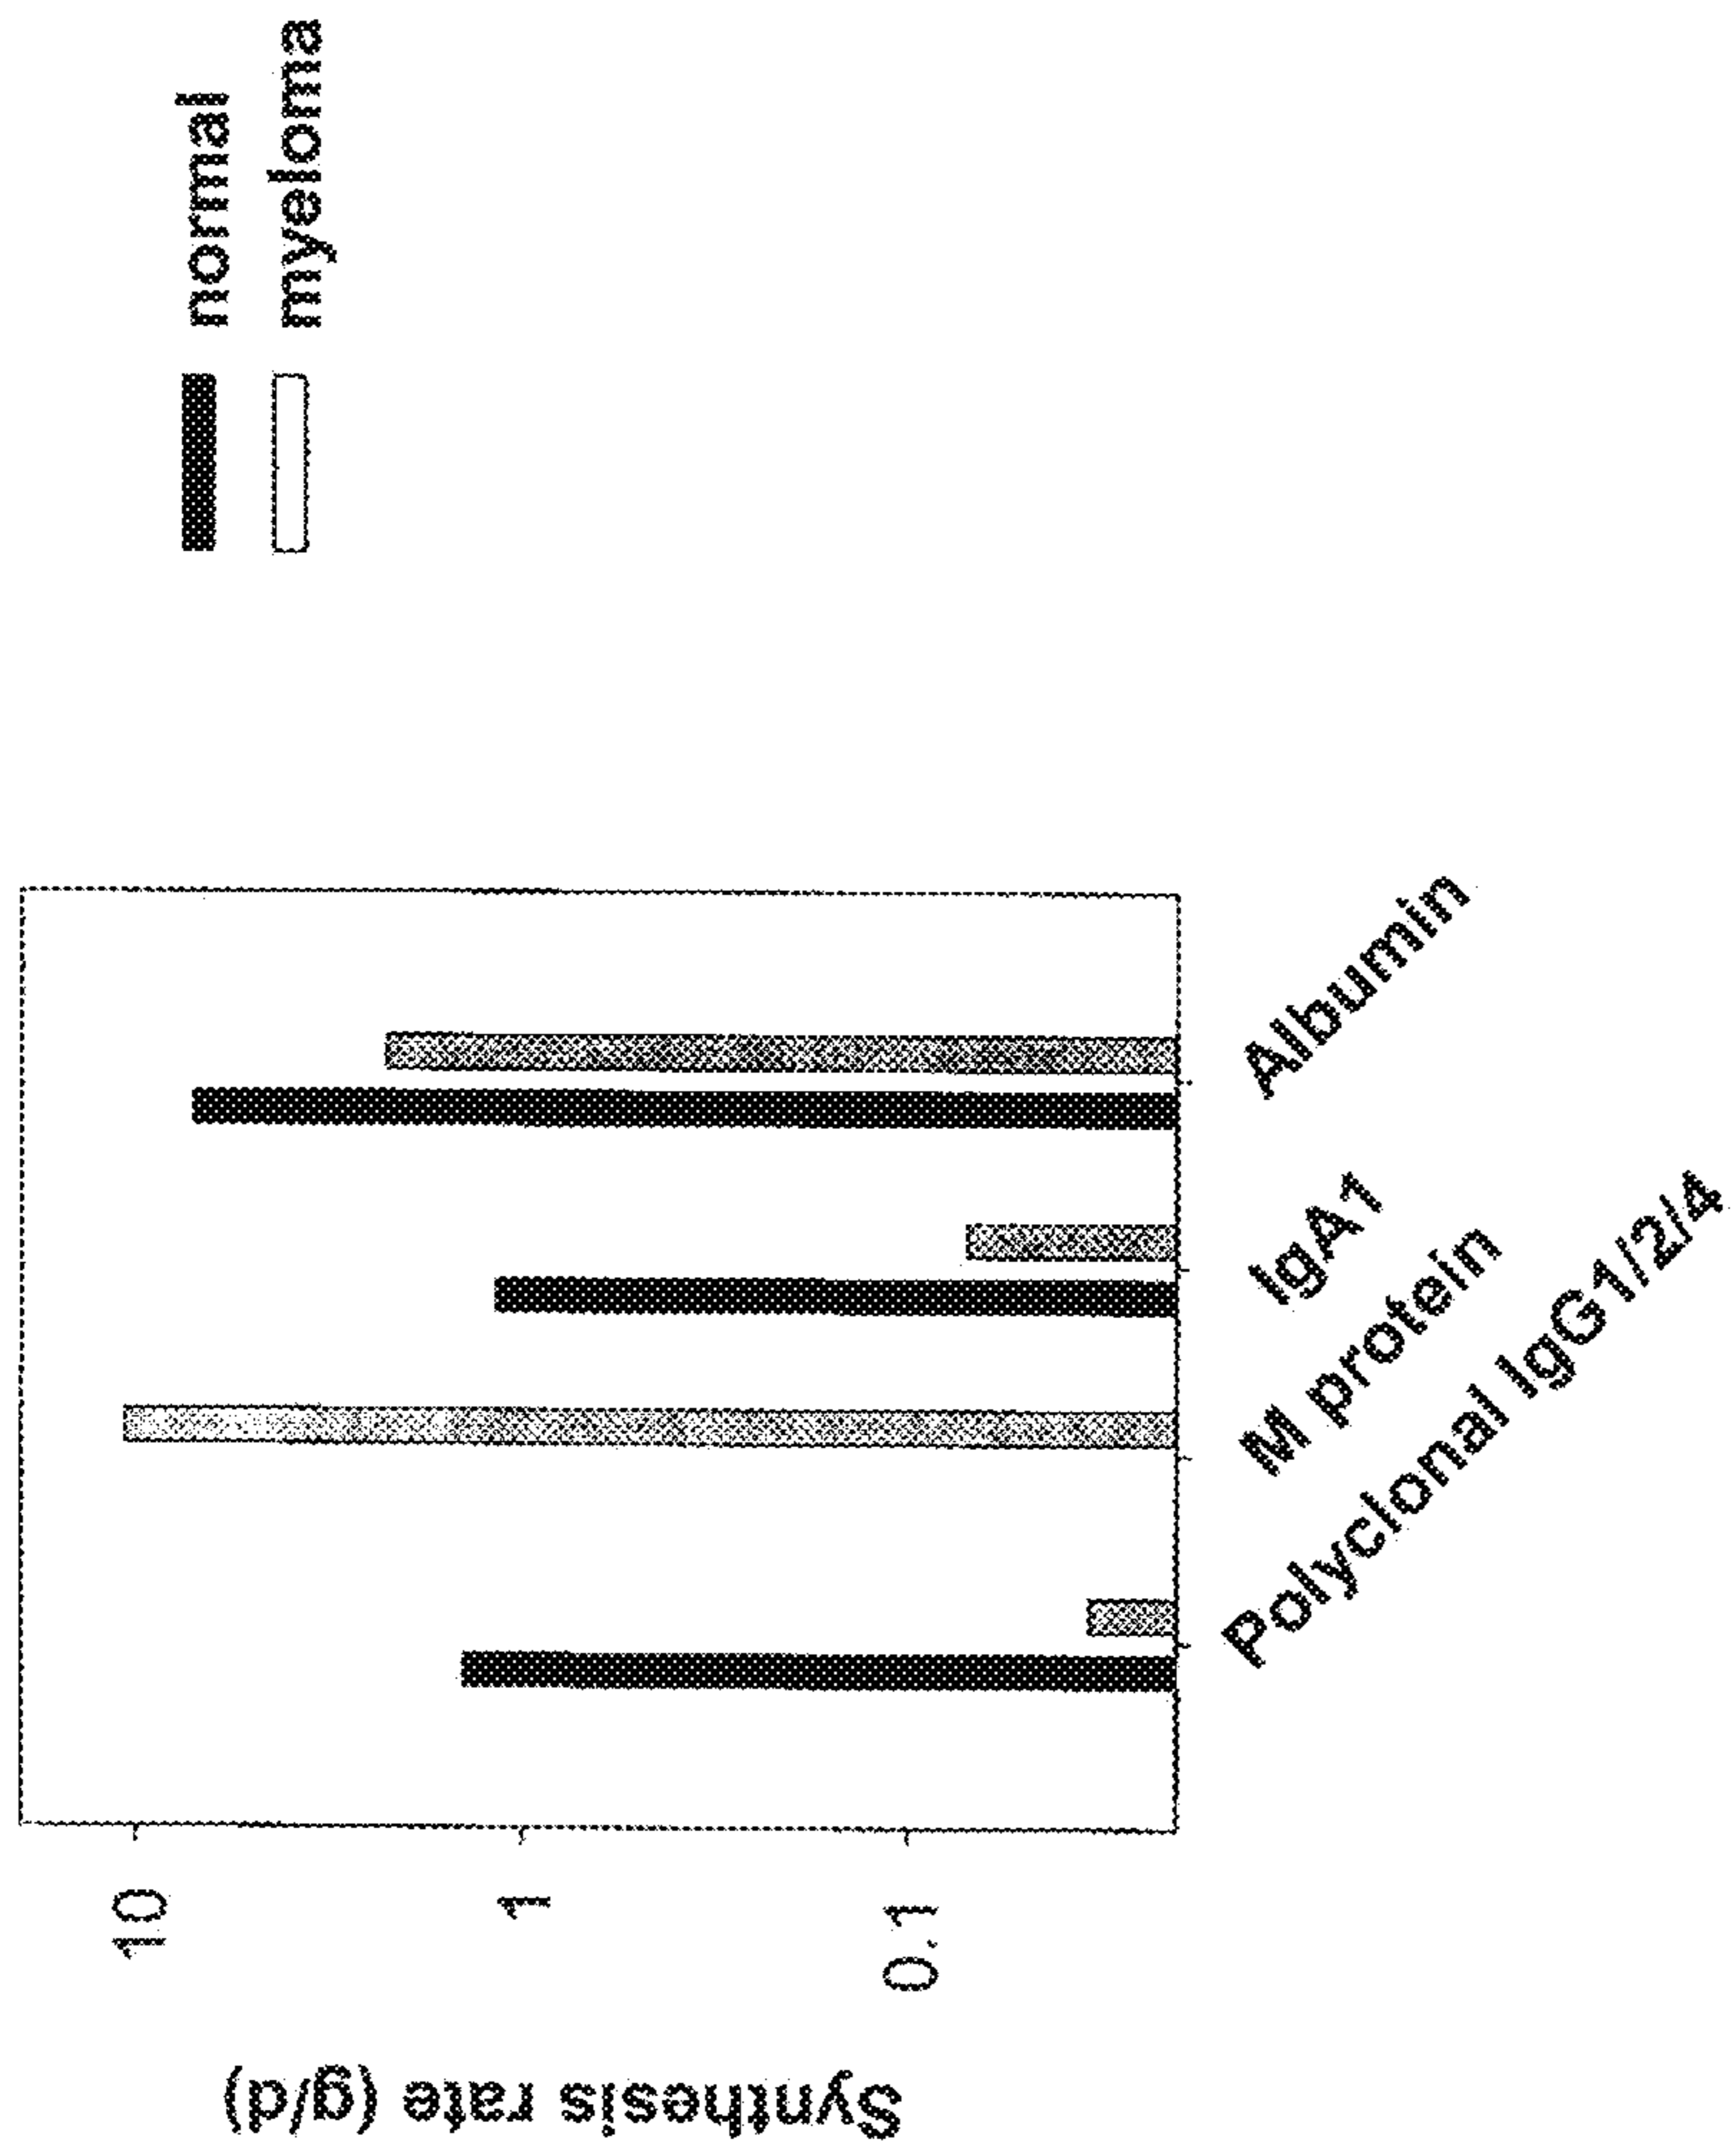 normal
myeloma
Synthesis rate (g/d)
10
1
0.1
Polyclonal IgG1/2/4
M protein
IgA1
Albumin